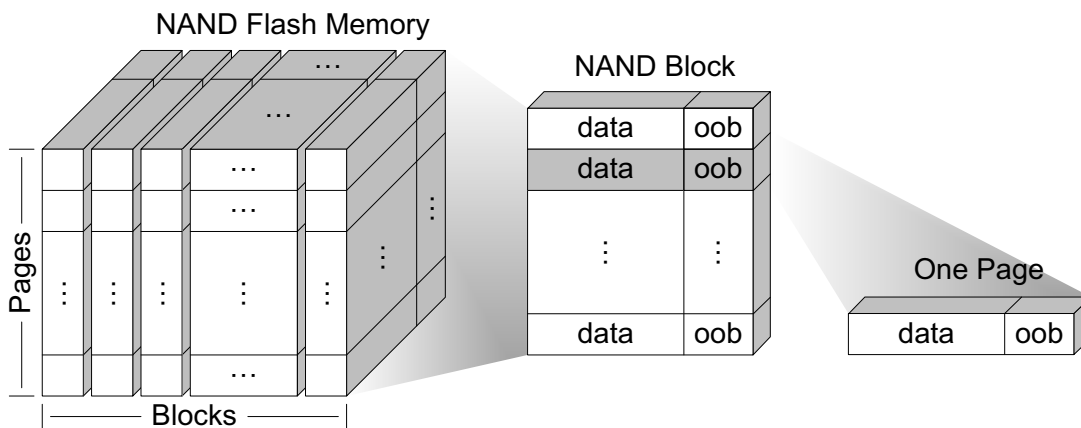 NAND Flash Memory
...
...
...
...
...
...
...
...
...
...
...
...
Pages
Blocks
NAND Block
data oob
data oob
... ...
data oob
One Page
data oob